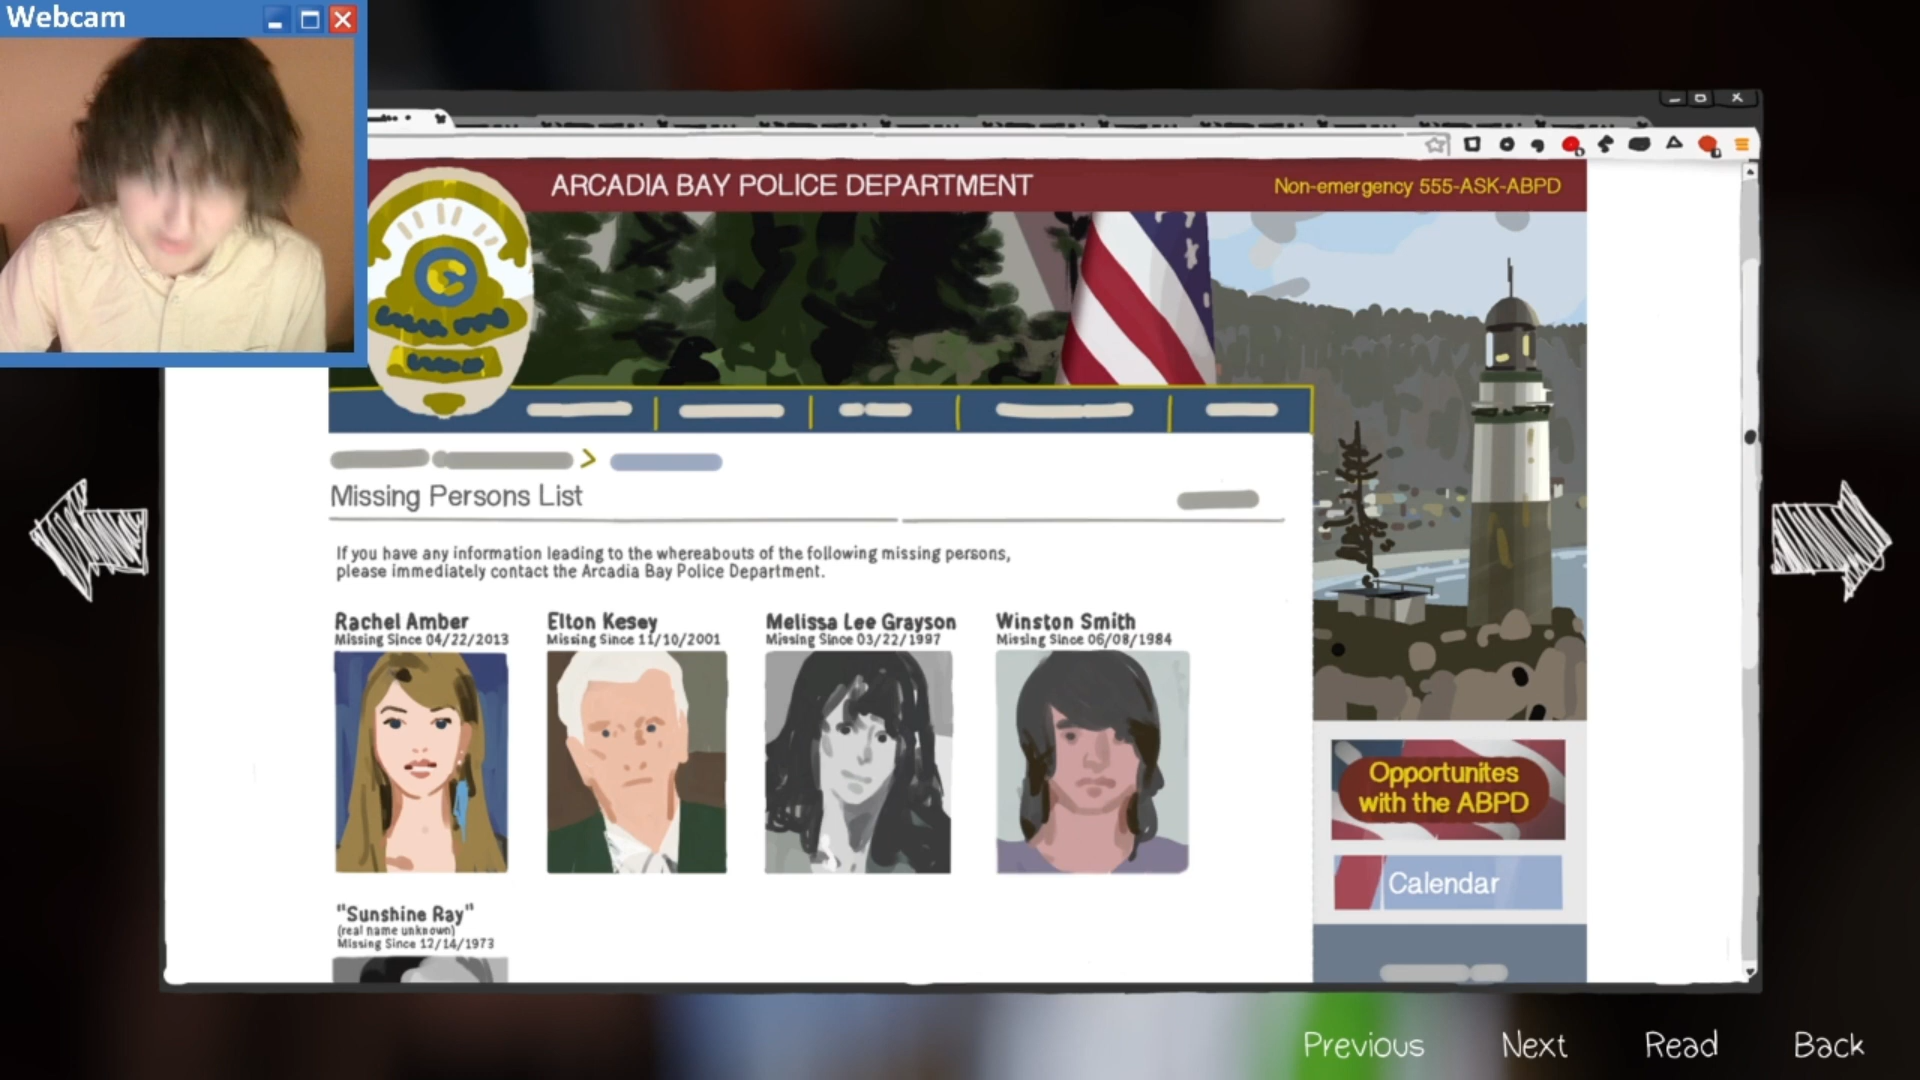 Webcam
ARCADIA BAY POLICE DEPARTMENT
Non-emergency 555-ASK-ABPD
Missing Persons List
If you have any information leading to the whereabouts of the following missing persons,
please immediately contact the Arcadia Bay Police Department.
Rachel Amber
Missing Since 04/22/2013
Elton Kesey
Missing Since 11/10/2001
Melissa Lee Grayson
Missing Since 03/22/1997
Winston Smith
Missing Since 06/08/1984
"Sunshine Ray"
(real name unknown)
Missing Since 12/14/1973
Opportunites
with the ABPD
Calendar
Previous
Next
Read
Back